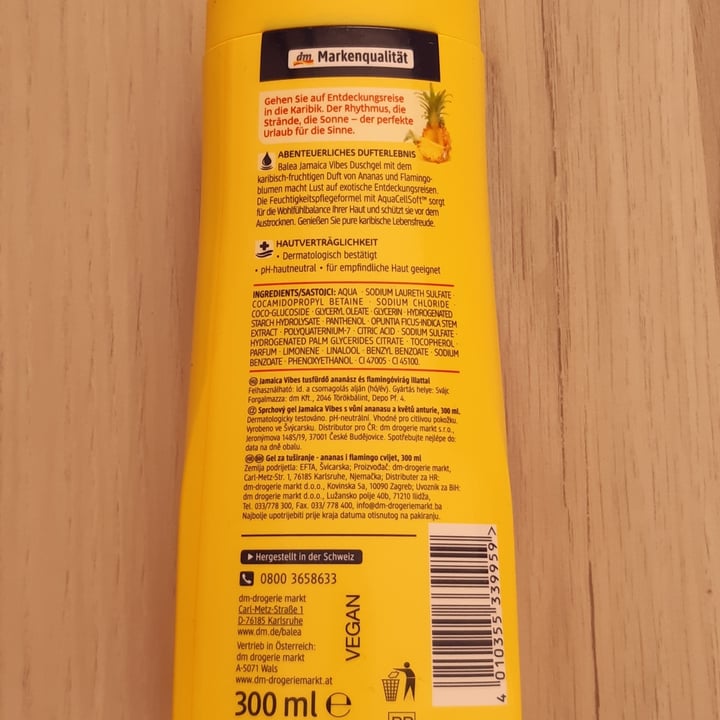 dm Markenqualität
Gehen Sie auf Entdeckungsreise
in die Karibik. Der Rhythmus, die
Strände, die Sonne – der perfekte
Urlaub für die Sinne.
ABENTEUERLICHES DUFTERLEBNIS
Balea Jamaica Vibes Duschgel mit dem
karibisch-fruchtigen Duft von Ananas und Flamingo-
blumen macht Lust auf exotische Entdeckungsreisen.
Die Feuchtigkeitspflegeformel mit AquaCellSoft™ sorgt
für die Wohlfühlbalance Ihrer Haut und schützt sie vor dem
Austrocknen. Genießen Sie pure karibische Lebensfreude.
HAUTVERTRÄGLICHKEIT
• Dermatologisch bestätigt
• pH-hautneutral • für empfindliche Haut geeignet
INGREDIENTS/SASTOJCI: AQUA · SODIUM LAURETH SULFATE ·
COCAMIDOPROPYL BETAINE · SODIUM CHLORIDE ·
COCO-GLUCOSIDE · GLYCERYL OLEATE · GLYCERIN · HYDROGENATED
STARCH HYDROLYSATE · PANTHENOL · OPUNTIA FICUS-INDICA STEM
EXTRACT · POLYQUATERNIUM-7 · CITRIC ACID · SODIUM SULFATE ·
HYDROGENATED PALM GLYCERIDES CITRATE · TOCOPHEROL ·
PARFUM · LIMONENE · LINALOOL · BENZYL BENZOATE · SODIUM
BENZOATE · PHENOXYETHANOL · CI 47005 · CI 45100.
HU Jamaica Vibes tusfürdő ananász és flamingóvirág illattal
Felhasználható: ld. a csomagolás alján (hó/év). Gyártás helye: Svájc
Forgalmazza: dm Kft., 2046 Törökbálint, Depo Pf. 4.
CZ Sprchový gel Jamaica Vibes s vůní ananasu a květů anturie, 300 ml.
Dermatologicky testováno. pH-neutrální. Vhodné pro citlivou pokožku.
Vyrobeno ve Švýcarsku. Distributor pro ČR: dm drogerie markt s.r.o.,
Jeronýmova 1485/19, 37001 České Budějovice. Spotřebujte nejlépe do:
data na dně obalu.
Gel za tuširanje - ananas i flamingo cvijet, 300 ml
Zemlja podrijetla: EFTA, Švicarska; Proizvođač: dm-drogerie markt,
Carl-Metz-Str. 1, 76185 Karlsruhe, Njemačka; Distributer za HR:
dm-drogerie markt d.o.o., Kovinska 5a, 10090 Zagreb; Uvoznik za BiH:
dm drogerie markt d.o.o., Lužansko polje 40b, 71210 Ilidža,
Tel. 033/778 300, Fax. 033/ 778 400, info@dm-drogeriemarkt.ba
Najbolje upotrijebiti prije kraja datuma otisnutog na pakiranju.
Hergestellt in der Schweiz
0800 3658633
dm-drogerie markt
Carl-Metz-Straße 1
D-76185 Karlsruhe
www.dm.de/balea
Vertrieb in Österreich:
dm drogerie markt
A-5071 Wals
www.dm-drogeriemarkt.at
300 ml ℮
VEGAN
4 010355 339959 >